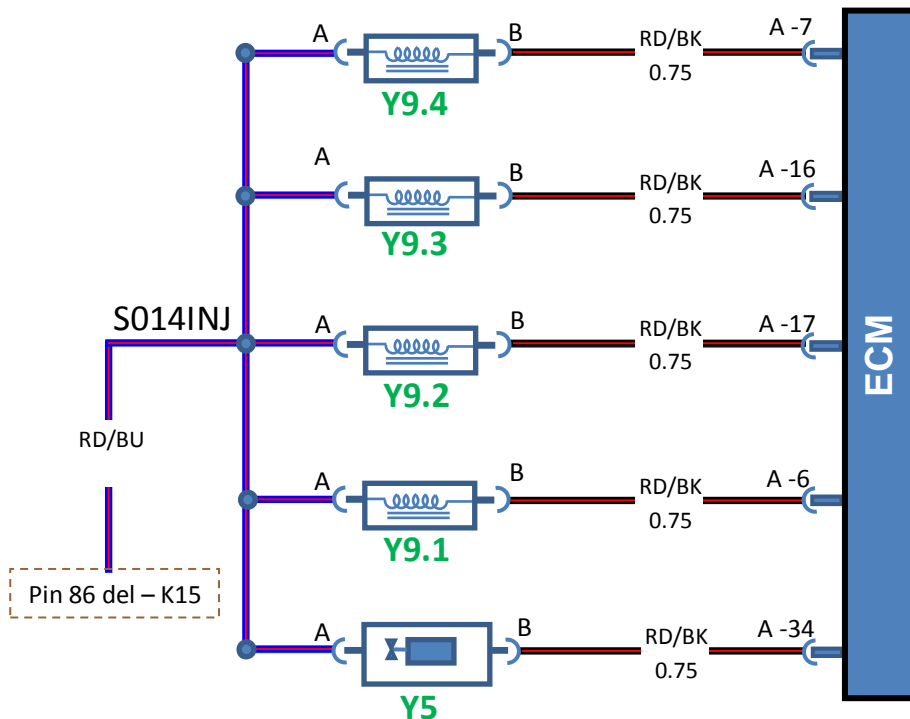 A
B
RD/BK
0.75
A -7
Y9.4
A
B
RD/BK
0.75
A -16
Y9.3
S014INJ
A
B
RD/BK
0.75
A -17
Y9.2
ECM
RD/BU
A
B
RD/BK
0.75
A -6
Y9.1
Pin 86 del – K15
A
B
RD/BK
0.75
A -34
Y5